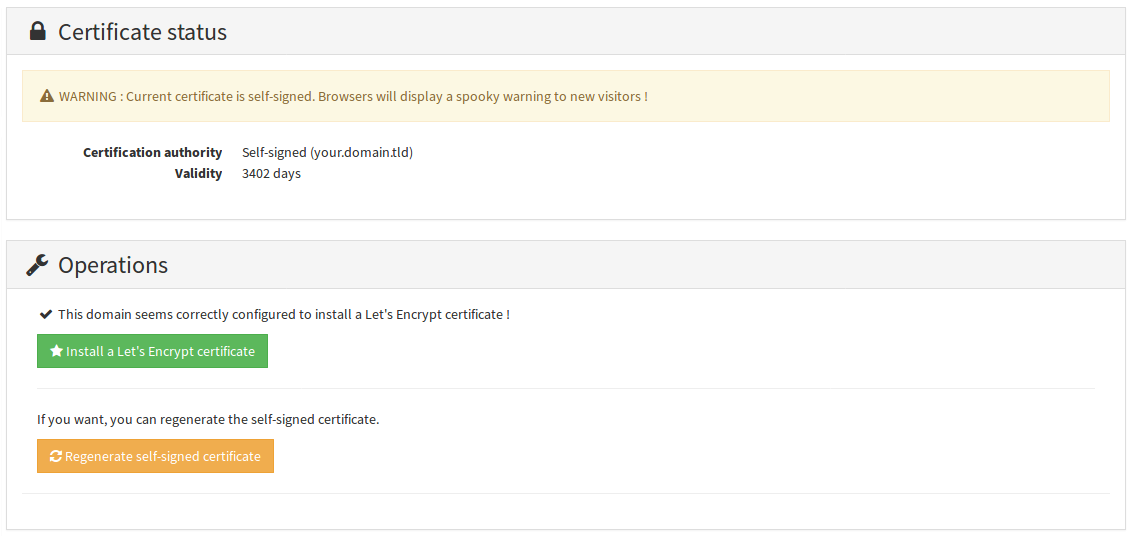 Certificate status
WARNING : Current certificate is self-signed. Browsers will display a spooky warning to new visitors !
Certification authority Self-signed (your.domain.tld)
Validity 3402 days
Operations
This domain seems correctly configured to install a Let's Encrypt certificate !
Install a Let's Encrypt certificate
If you want, you can regenerate the self-signed certificate.
Regenerate self-signed certificate